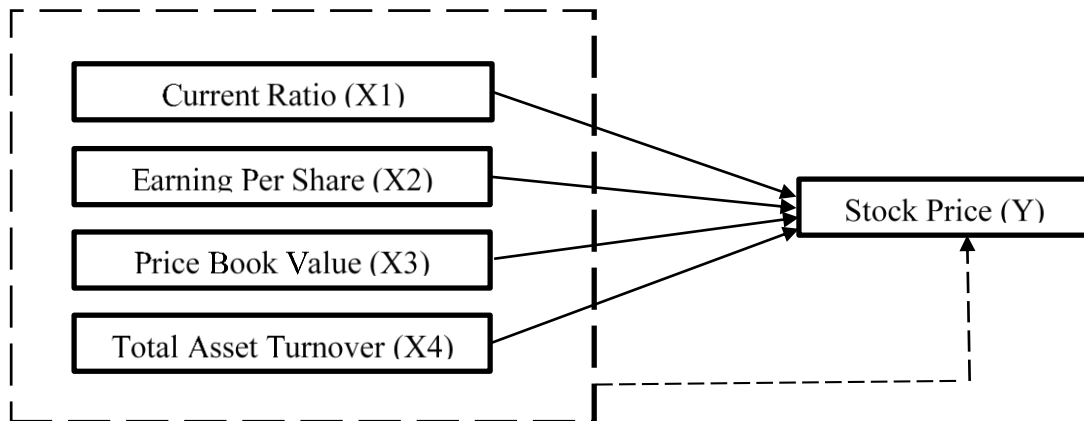 Current Ratio (X1)
Earning Per Share (X2)
Price Book Value (X3)
Total Asset Turnover (X4)
Stock Price (Y)